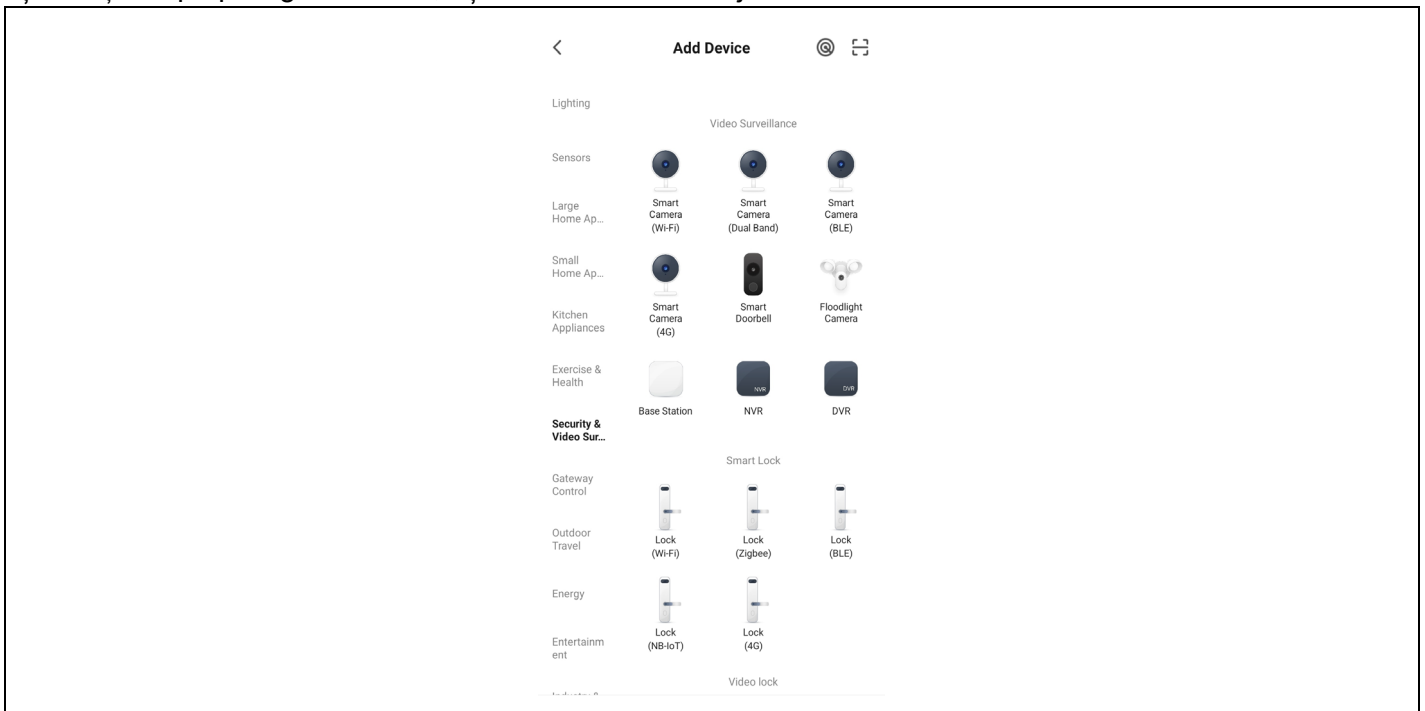 Add Device
Lighting
Sensors
Large
Home Ap...
Small
Home Ap...
Kitchen
Appliances
Exercise &
Health
Security &
Video Sur...
Gateway
Control
Outdoor
Travel
Energy
Entertainm
ent
Video Surveillance
Smart
Camera
(Wi-Fi)
Smart
Camera
(Dual Band)
Smart
Camera
(BLE)
Smart
Camera
(4G)
Smart
Doorbell
Floodlight
Camera
Base Station
NVR
NVR
DVR
DVR
Smart Lock
Lock
(Wi-Fi)
Lock
(Zigbee)
Lock
(BLE)
Lock
(NB-IoT)
Lock
(4G)
Video lock